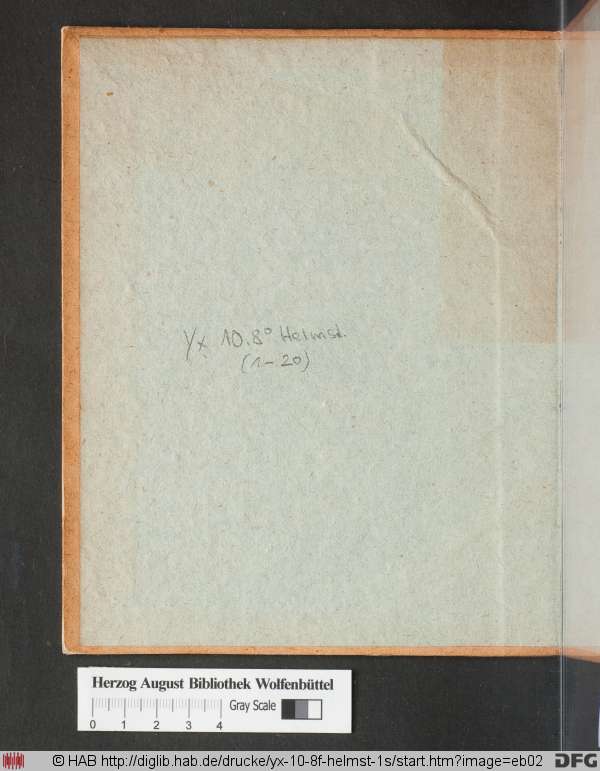 Yx 10.8° Helmst.
(1-20)
Herzog August Bibliothek Wolfenbüttel
Gray Scale
0 1 2 3 4
© HAB http://diglib.hab.de/drucke/yx-10-8f-helmst-1s/start.htm?image=eb02
DFG